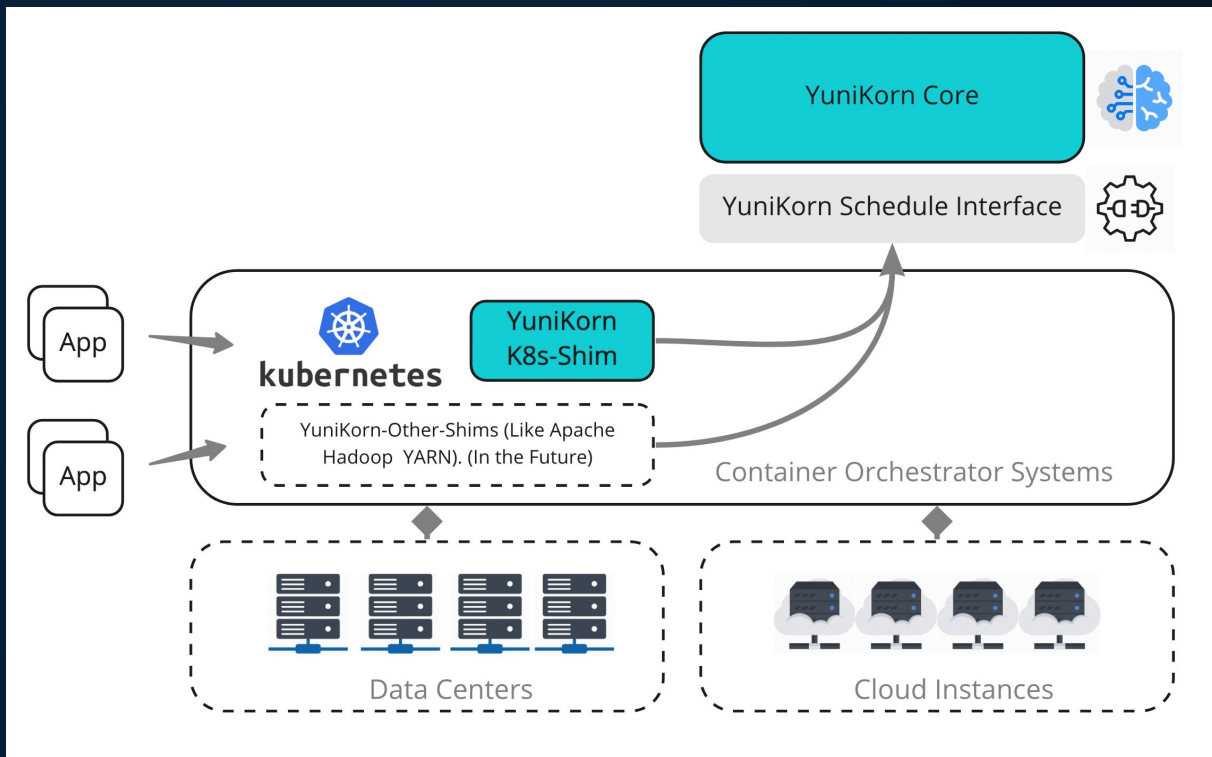 YuniKorn Core
YuniKorn Schedule Interface
App
kubernetes
YuniKorn
K8s-Shim
App
YuniKorn-Other-Shims (Like Apache
Hadoop YARN). (In the Future)
Container Orchestrator Systems
Data Centers
Cloud Instances